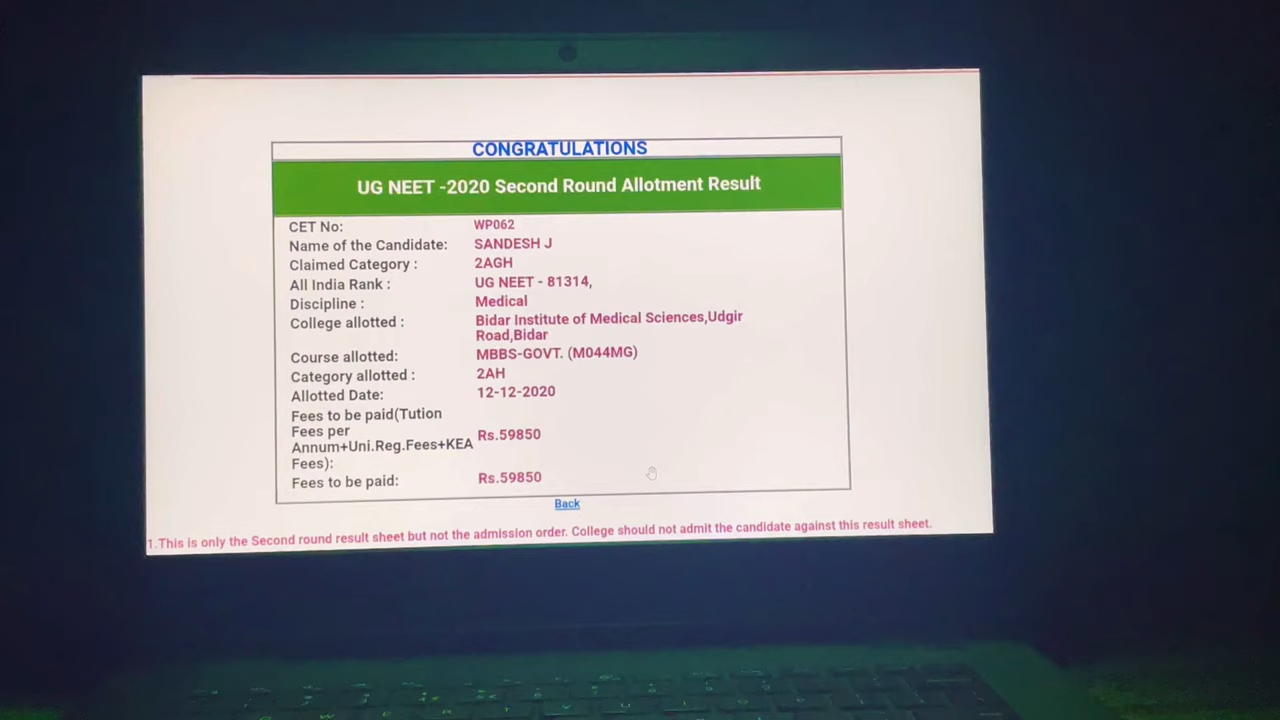 CONGRATULATIONS
UG NEET -2020 Second Round Allotment Result
CET No: WP062
Name of the Candidate: SANDESH J
Claimed Category : 2AGH
All India Rank : UG NEET - 81314,
Discipline : Medical
College allotted : Bidar Institute of Medical Sciences,Udgir
Road,Bidar
Course allotted: MBBS-GOVT. (M044MG)
Category allotted : 2AH
Allotted Date: 12-12-2020
Fees to be paid(Tution
Fees per
Annum+Uni.Reg.Fees+KEA
Fees): Rs.59850
Fees to be paid: Rs.59850
Back
1.This is only the Second round result sheet but not the admission order. College should not admit the candidate against this result sheet.